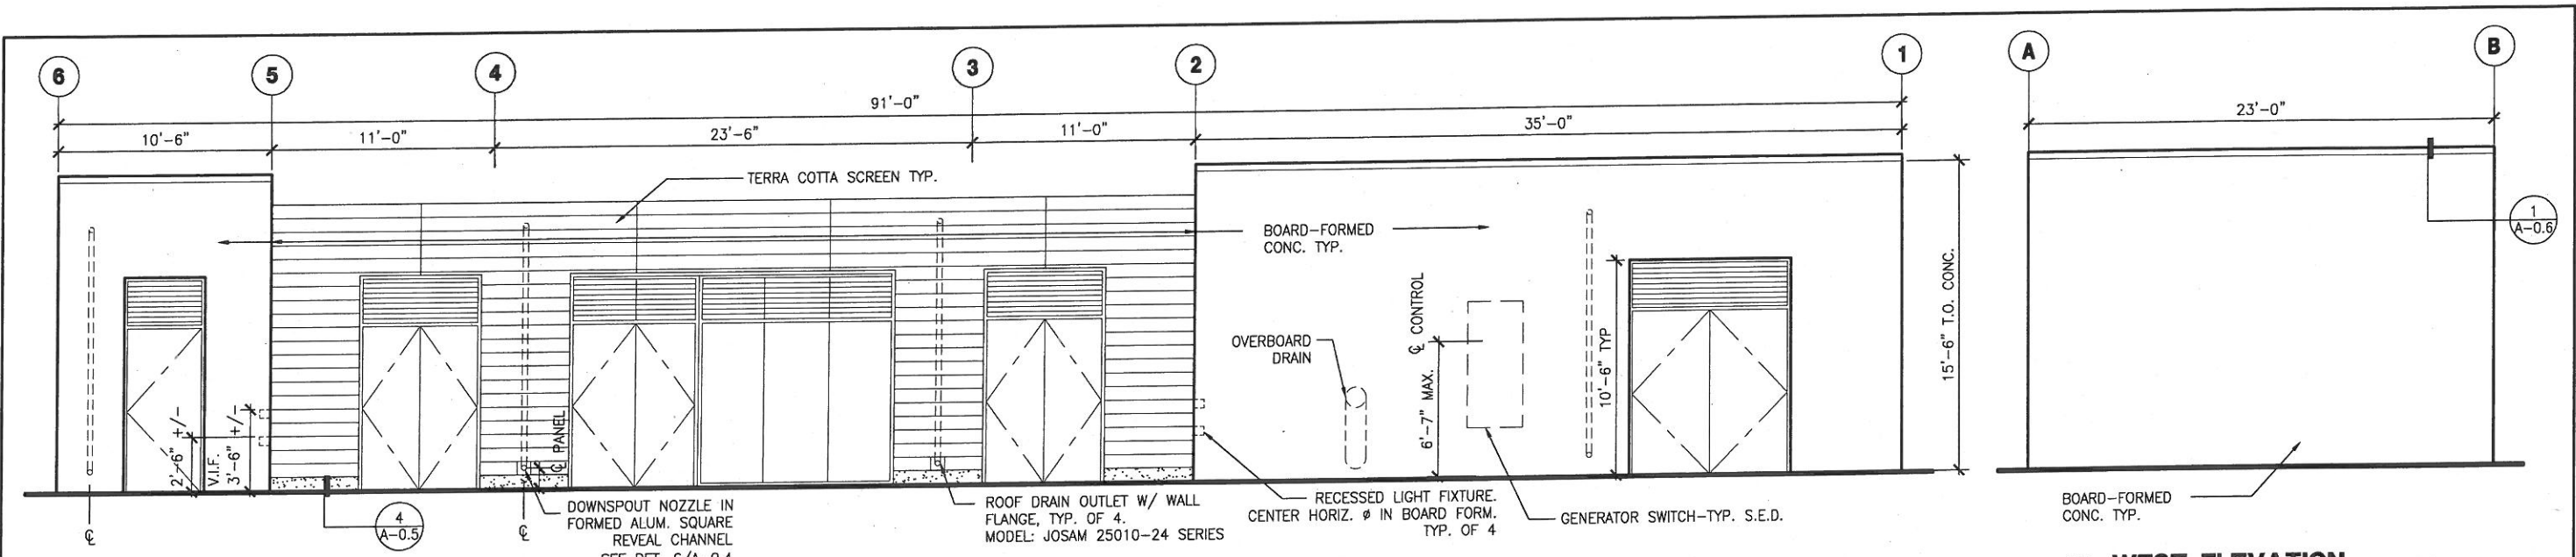 6
5
4
3
2
1
A
B
91'-0"
23'-0"
10'-6"
11'-0"
23'-6"
11'-0"
35'-0"
TERRA COTTA SCREEN TYP.
BOARD-FORMED
CONC. TYP.
1
A-0.6
15'-6" T.O. CONC.
℄ CONTROL
6'-7" MAX.
10'-6" TYP
OVERBOARD
DRAIN
2'-6" +/-
V.I.F.
3'-6" +/-
℄ PANEL
℄
4
A-0.5
℄
DOWNSPOUT NOZZLE IN
FORMED ALUM. SQUARE
REVEAL CHANNEL
ROOF DRAIN OUTLET W/ WALL
FLANGE, TYP. OF 4.
MODEL: JOSAM 25010-24 SERIES
RECESSED LIGHT FIXTURE.
CENTER HORIZ. ⌀ IN BOARD FORM.
TYP. OF 4
GENERATOR SWITCH-TYP. S.E.D.
BOARD-FORMED
CONC. TYP.
WEST ELEVATION